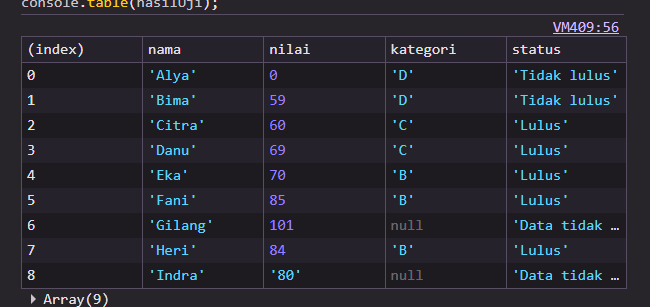 console.table(hasilUji);
VM409:56
(index) nama nilai kategori status
0 'Alya' 0 'D' 'Tidak lulus'
1 'Bima' 59 'D' 'Tidak lulus'
2 'Citra' 60 'C' 'Lulus'
3 'Danu' 69 'C' 'Lulus'
4 'Eka' 70 'B' 'Lulus'
5 'Fani' 85 'B' 'Lulus'
6 'Gilang' 101 null 'Data tidak …
7 'Heri' 84 'B' 'Lulus'
8 'Indra' '80' null 'Data tidak …
▶ Array(9)